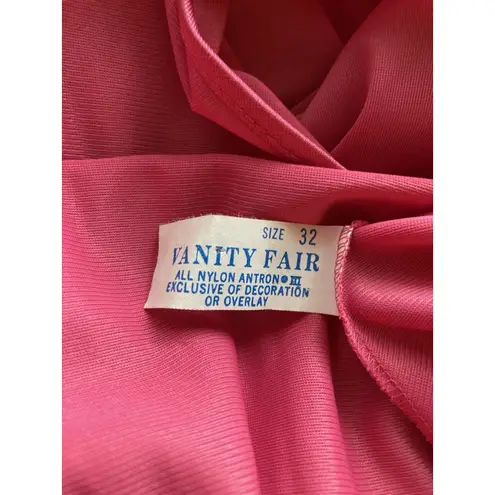 SIZE 32
VANITY FAIR
ALL NYLON ANTRON® III
EXCLUSIVE OF DECORATION
OR OVERLAY